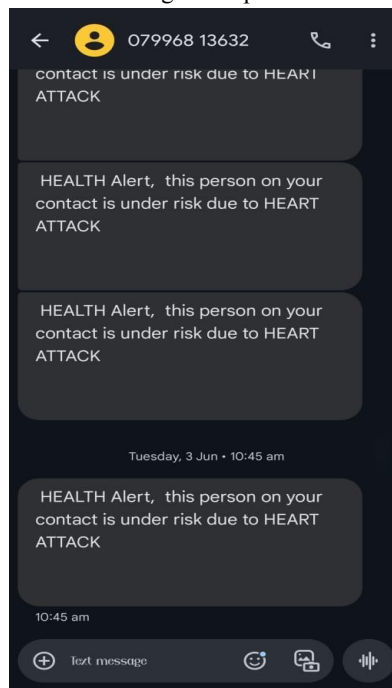 079968 13632
contact is under risk due to HEART
ATTACK
HEALTH Alert, this person on your
contact is under risk due to HEART
ATTACK
HEALTH Alert, this person on your
contact is under risk due to HEART
ATTACK
Tuesday, 3 Jun • 10:45 am
HEALTH Alert, this person on your
contact is under risk due to HEART
ATTACK
10:45 am
Text message